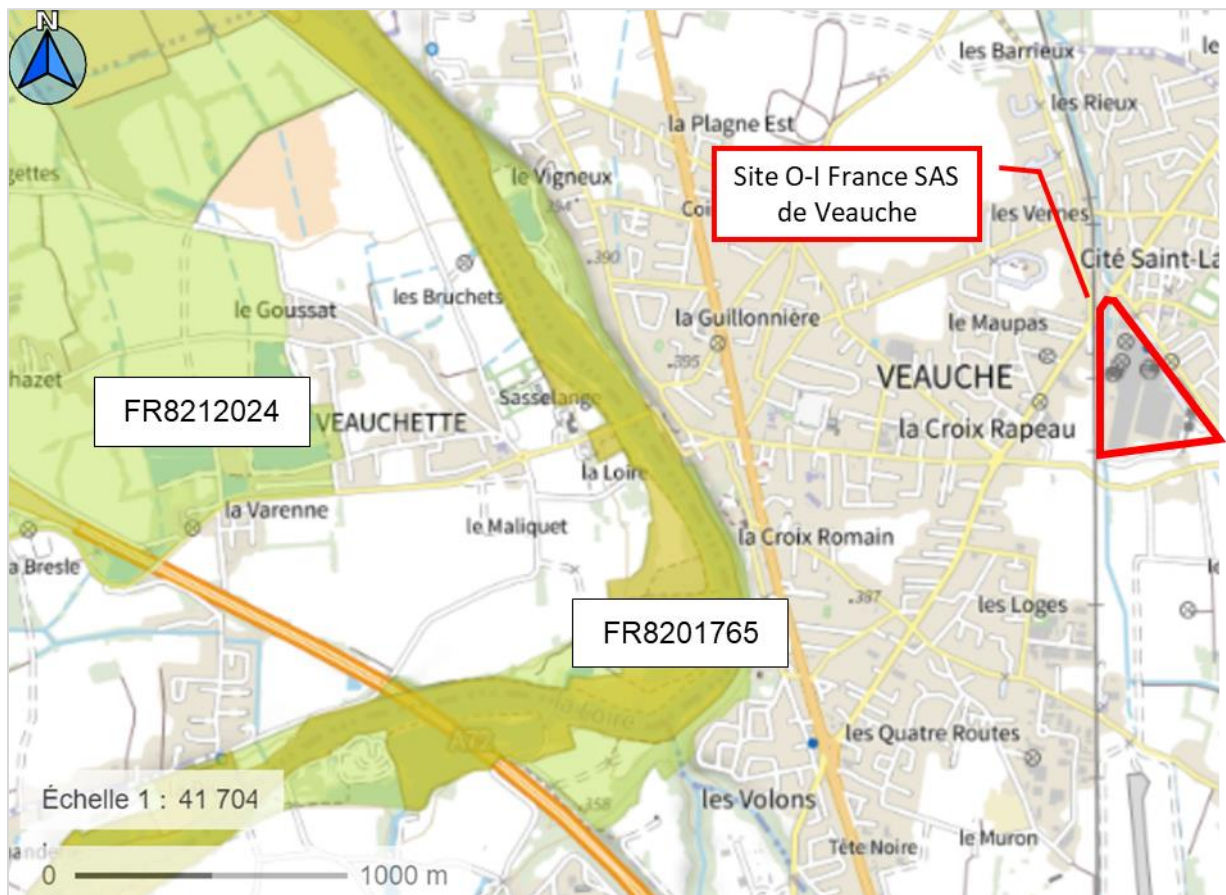 N
les Barrieux
le
les Rieux
la Plagne Est
gettes
le Vigneux
394
Site O-I France SAS
de Veauche
Coi
les Vernes
390
Cité Saint-La
les Bruchets
le Goussat
la Guillonnière
le Maupas
395
hazet
FR8212024
VEAUCHETTE
Sasselange
VEAUCHE
la Croix Rapeau
la Loire
la Varenne
le Maliquet
la Croix Romain
a Bresle
387
les Loges
FR8201765
la Loire
A72
les Quatre Routes
Échelle 1 : 41 704
358
les Volons
Tête Noire
le Muron
0
1000 m